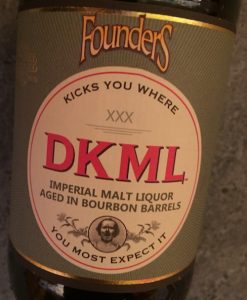 FOUNDERS
KICKS YOU WHERE
XXX
DKML
IMPERIAL MALT LIQUOR
AGED IN BOURBON BARRELS
YOU MOST EXPECT IT